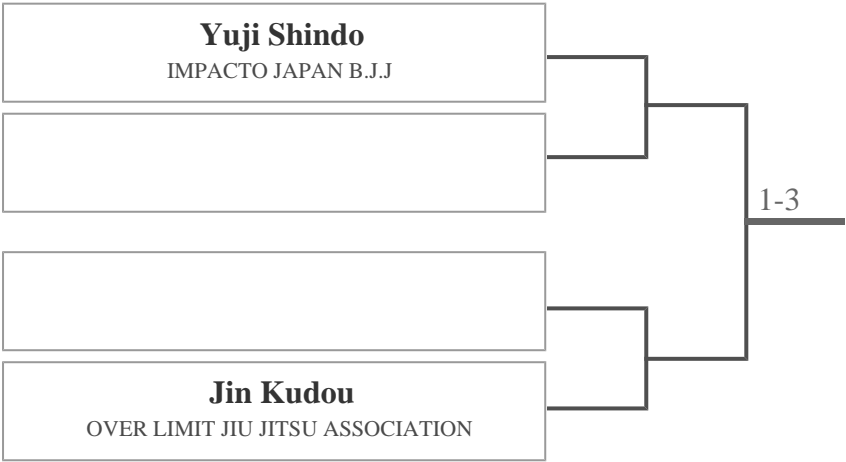 Yuji Shindo
IMPACTO JAPAN B.J.J
1-3
Jin Kudou
OVER LIMIT JIU JITSU ASSOCIATION